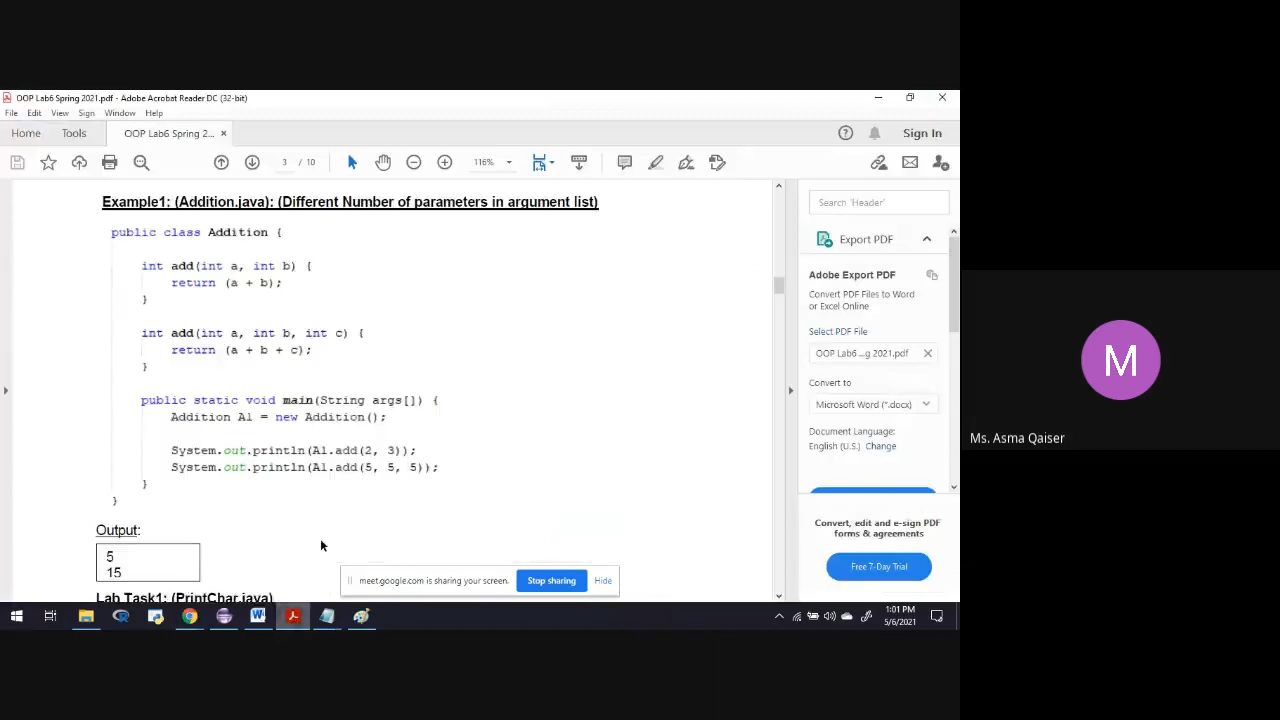 OOP Lab6 Spring 2021.pdf - Adobe Acrobat Reader DC (32-bit)
File Edit View Sign Window Help
Home Tools OOP Lab6 Spring 2... × Sign In
3 / 10 116%
Example1: (Addition.java): (Different Number of parameters in argument list)
public class Addition {
int add(int a, int b) {
return (a + b);
}
int add(int a, int b, int c) {
return (a + b + c);
}
public static void main(String args[]) {
Addition A1 = new Addition();
System.out.println(A1.add(2, 3));
System.out.println(A1.add(5, 5, 5));
}
}
Output:
5
15
Lab Task1: (PrintChar.java)
Search 'Header'
Export PDF
Adobe Export PDF
Convert PDF Files to Word
or Excel Online
Select PDF File
OOP Lab6 ...g 2021.pdf
Convert to
Microsoft Word (*.docx)
Document Language:
English (U.S.) Change
Convert, edit and e-sign PDF
forms & agreements
Free 7-Day Trial
meet.google.com is sharing your screen. Stop sharing Hide
1:01 PM
5/6/2021
M
Ms. Asma Qaiser